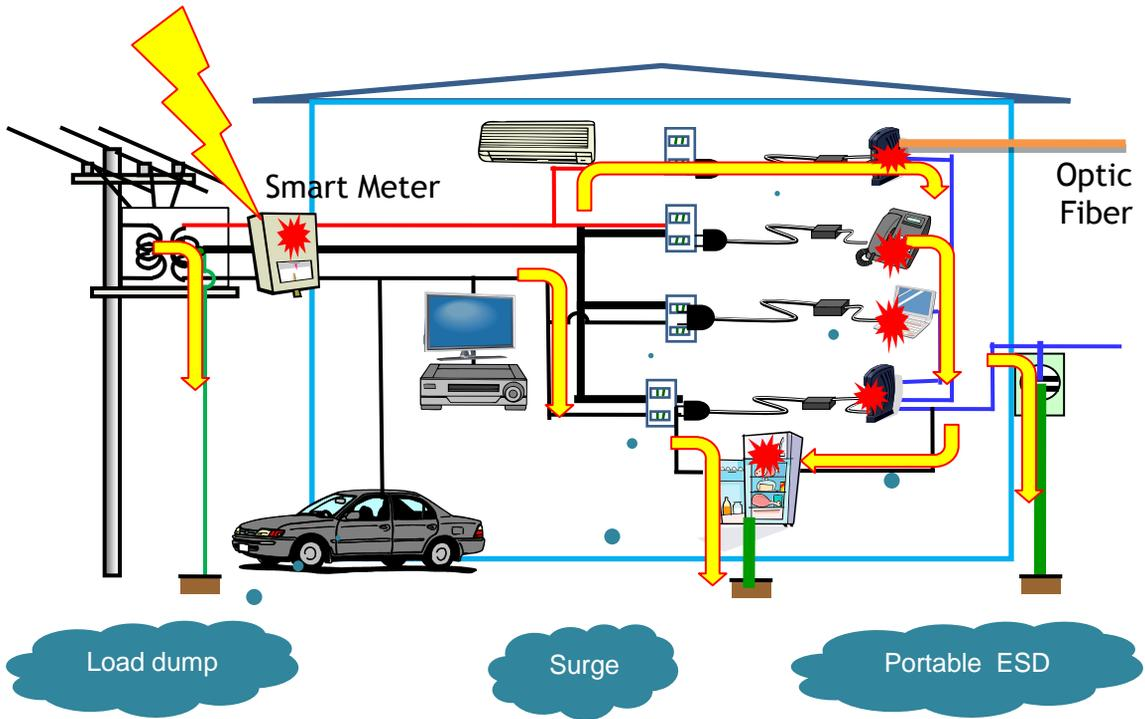 Smart Meter
Optic
Fiber
Load dump
Surge
Portable  ESD